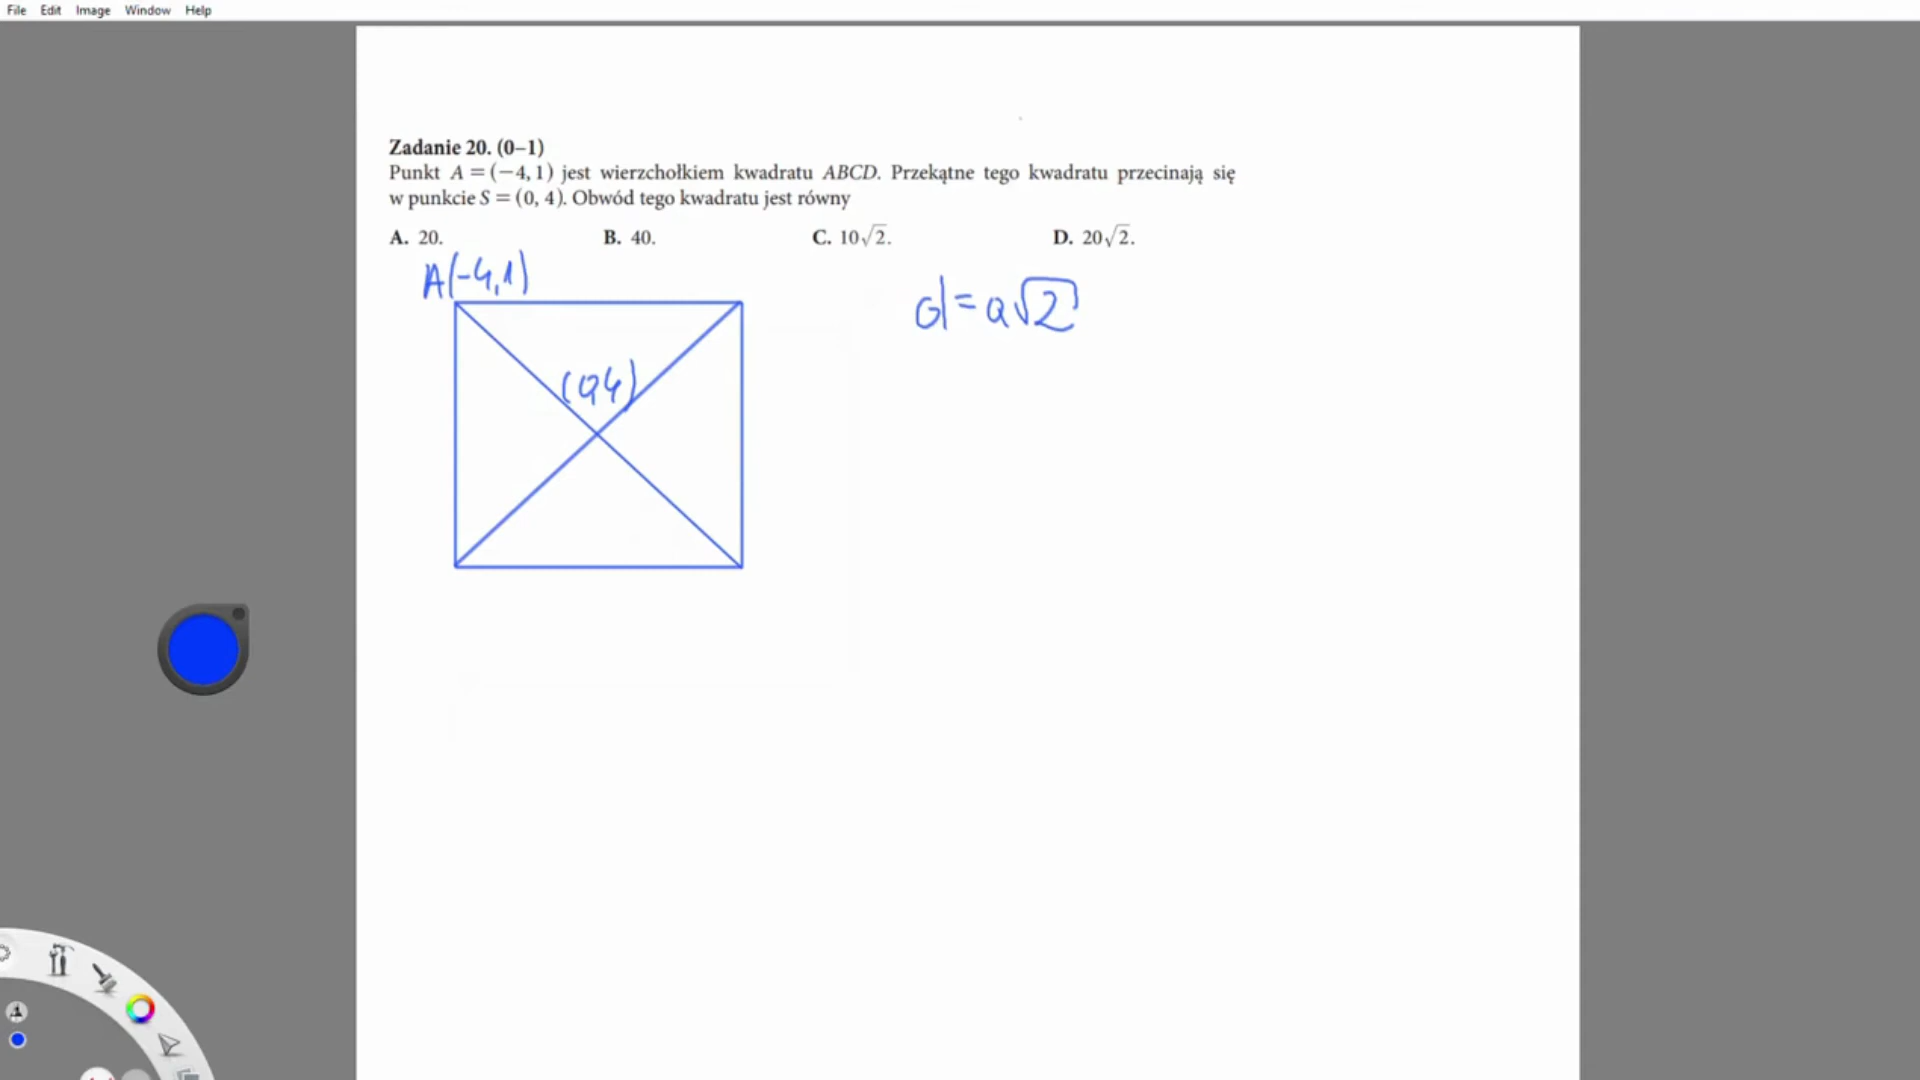 File Edit Image Window Help
Zadanie 20. (0–1)
Punkt A = (−4, 1) jest wierzchołkiem kwadratu ABCD. Przekątne tego kwadratu przecinają się
w punkcie S = (0, 4). Obwód tego kwadratu jest równy
A. 20. B. 40. C. 10√2. D. 20√2.
A(-4,1)
d=a√2
(0,4)